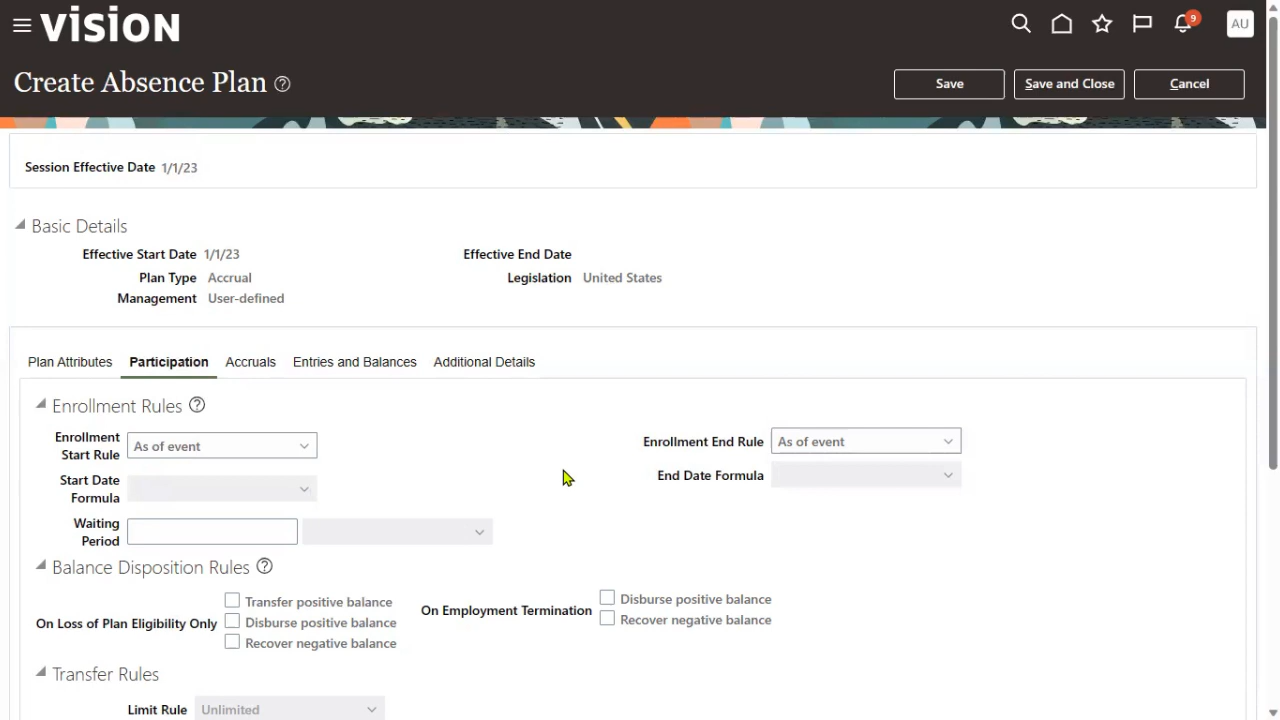 vision
9
AU
Create Absence Plan ?
Save
Save and Close
Cancel
Session Effective Date 1/1/23
Basic Details
Effective Start Date 1/1/23
Effective End Date
Plan Type Accrual
Legislation United States
Management User-defined
Plan Attributes Participation Accruals Entries and Balances Additional Details
Enrollment Rules ?
Enrollment
Start Rule As of event
Enrollment End Rule As of event
Start Date
Formula
End Date Formula
Waiting
Period
Balance Disposition Rules ?
On Loss of Plan Eligibility Only
Transfer positive balance
Disburse positive balance
Recover negative balance
On Employment Termination
Disburse positive balance
Recover negative balance
Transfer Rules
Limit Rule Unlimited